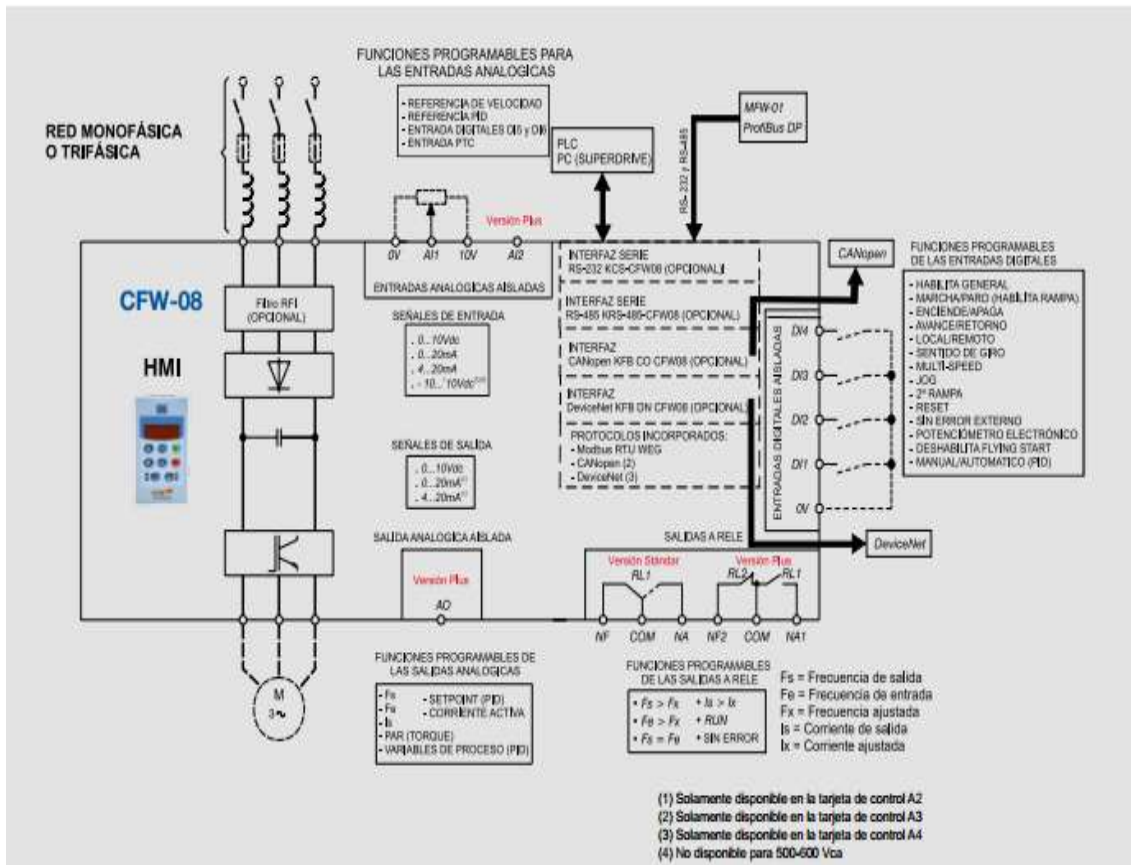 FUNCIONES PROGRAMABLES PARA
LAS ENTRADAS ANALOGICAS
- REFERENCIA DE VELOCIDAD
- REFERENCIA PID
- ENTRADA DIGITALES DI5 y DI6
- ENTRADA PTC
RED MONOFÁSICA
O TRIFÁSICA
PLC
PC (SUPERDRIVE)
MFW-01
ProfiBus DP
RS-232 y RS-485
Versión Plus
0V
AI1
10V
AI2
ENTRADAS ANALOGICAS AISLADAS
CFW-08
Filtro RFI
(OPCIONAL)
HMI
SEÑALES DE ENTRADA
. 0...10Vdc
. 0...20mA
. 4...20mA
SEÑALES DE SALIDA
. 0...10Vdc
. 0...20mA
. 4...20mA
INTERFAZ SERIE
RS-232 KCS-CFW08 (OPCIONAL)
INTERFAZ SERIE
RS-485 KRS-485-CFW08 (OPCIONAL)
INTERFAZ
CANopen KFB CO CFW08 (OPCIONAL)
INTERFAZ
DeviceNet KFB DN CFW08 (OPCIONAL)
PROTOCOLOS INCORPORADOS:
- Modbus RTU WEG
- CANopen (2)
- DeviceNet (3)
ENTRADAS DIGITALES AISLADAS
DI4
DI3
DI2
DI1
0V
CANopen
DeviceNet
FUNCIONES PROGRAMABLES
DE LAS ENTRADAS DIGITALES
- HABILITA GENERAL
- MARCHA/PARO (HABILITA RAMPA)
- ENCIENDE/APAGA
- AVANCE/RETORNO
- LOCAL/REMOTO
- SENTIDO DE GIRO
- MULTI-SPEED
- JOG
- 2ª RAMPA
- RESET
- SIN ERROR EXTERNO
- POTENCIÓMETRO ELECTRÓNICO
- DESHABILITA FLYING START
- MANUAL/AUTOMATICO (PID)
SALIDA ANALOGICA AISLADA
Versión Plus
AO
SALIDAS A RELE
Versión Stándar
RL1
Versión Plus
RL2
RL1
NF
COM
NA
NF2
COM
NA1
M
3~
FUNCIONES PROGRAMABLES DE
LAS SALIDAS ANALOGICAS
- Fs
- Fe
- Is
- PAR (TORQUE)
- VARIABLES DE PROCESO (PID)
- SETPOINT (PID)
- CORRIENTE ACTIVA
FUNCIONES PROGRAMABLES
DE LAS SALIDAS A RELE
• Fs > Fx + Is > Ix
• Fe > Fx + RUN
• Fs = Fe + SIN ERROR
Fs = Frecuencia de salida
Fe = Frecuencia de entrada
Fx = Frecuencia ajustada
Is = Corriente de salida
Ix = Corriente ajustada
(1) Solamente disponible en la tarjeta de control A2
(2) Solamente disponible en la tarjeta de control A3
(3) Solamente disponible en la tarjeta de control A4
(4) No disponible para 500-600 Vca